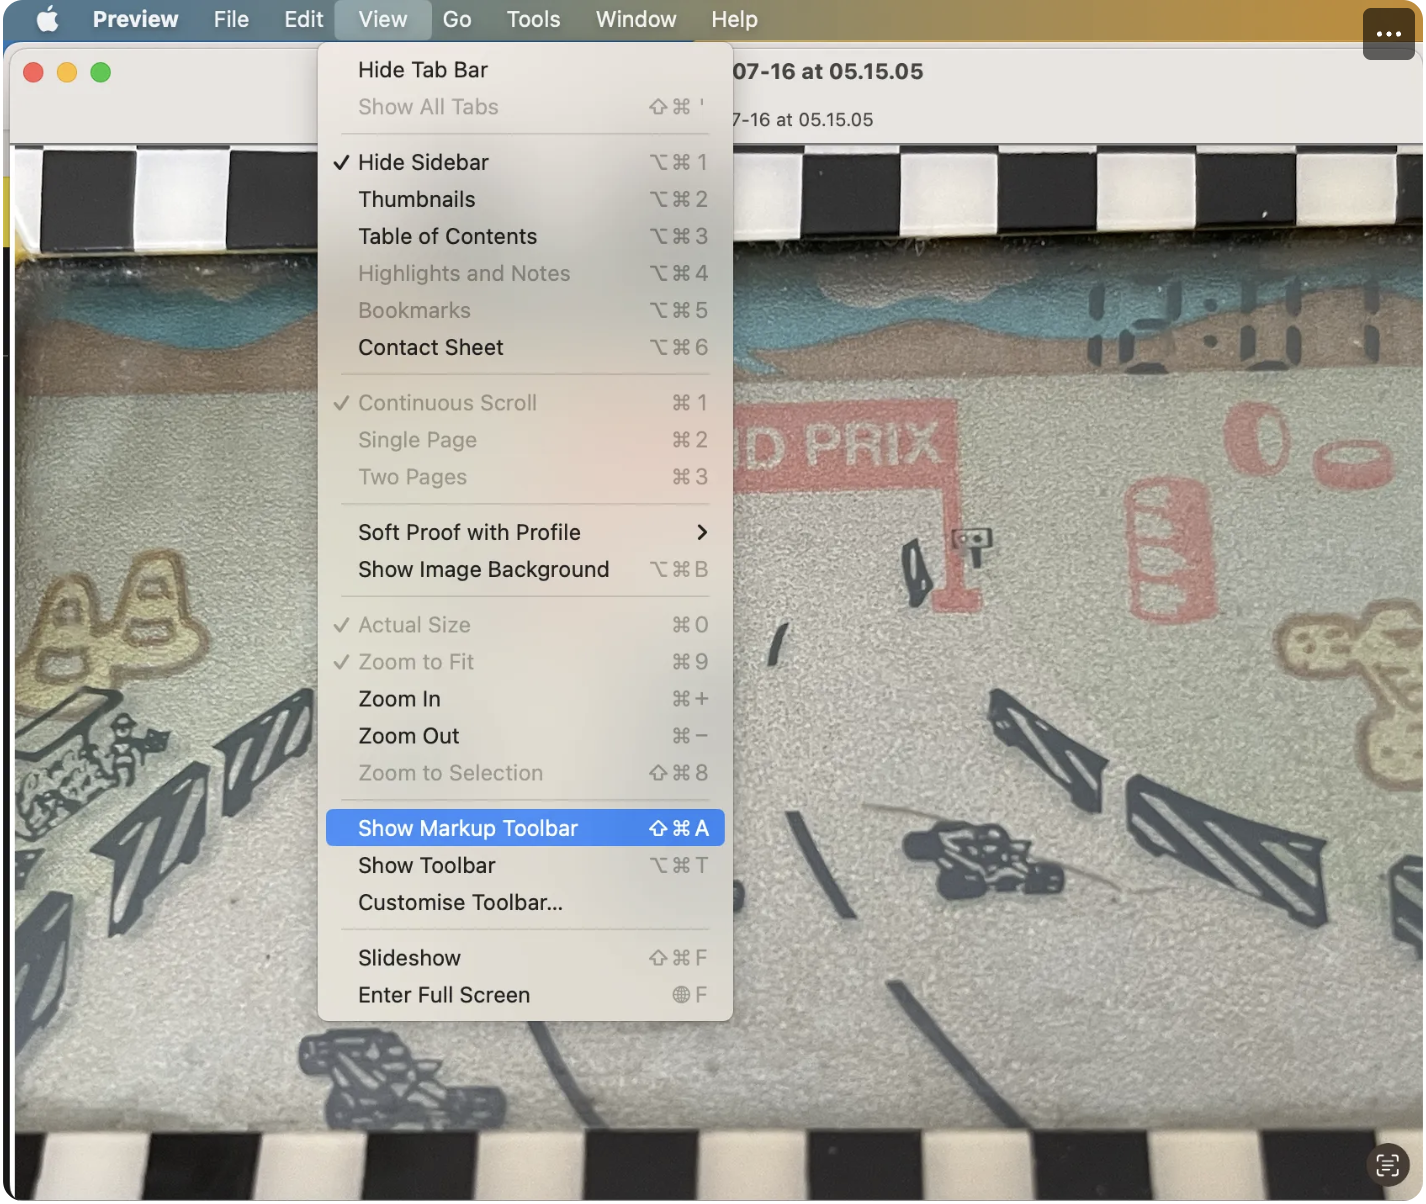 Preview File Edit View Go Tools Window Help
07-16 at 05.15.05
7-16 at 05.15.05
Hide Tab Bar
Show All Tabs ⇧⌘'
✓ Hide Sidebar ⌥⌘1
Thumbnails ⌥⌘2
Table of Contents ⌥⌘3
Highlights and Notes ⌥⌘4
Bookmarks ⌥⌘5
Contact Sheet ⌥⌘6
✓ Continuous Scroll ⌘1
Single Page ⌘2
Two Pages ⌘3
Soft Proof with Profile >
Show Image Background ⌥⌘B
✓ Actual Size ⌘0
✓ Zoom to Fit ⌘9
Zoom In ⌘+
Zoom Out ⌘−
Zoom to Selection ⇧⌘8
Show Markup Toolbar ⇧⌘A
Show Toolbar ⌥⌘T
Customise Toolbar...
Slideshow ⇧⌘F
Enter Full Screen 🌐F
12:01
D PRIX